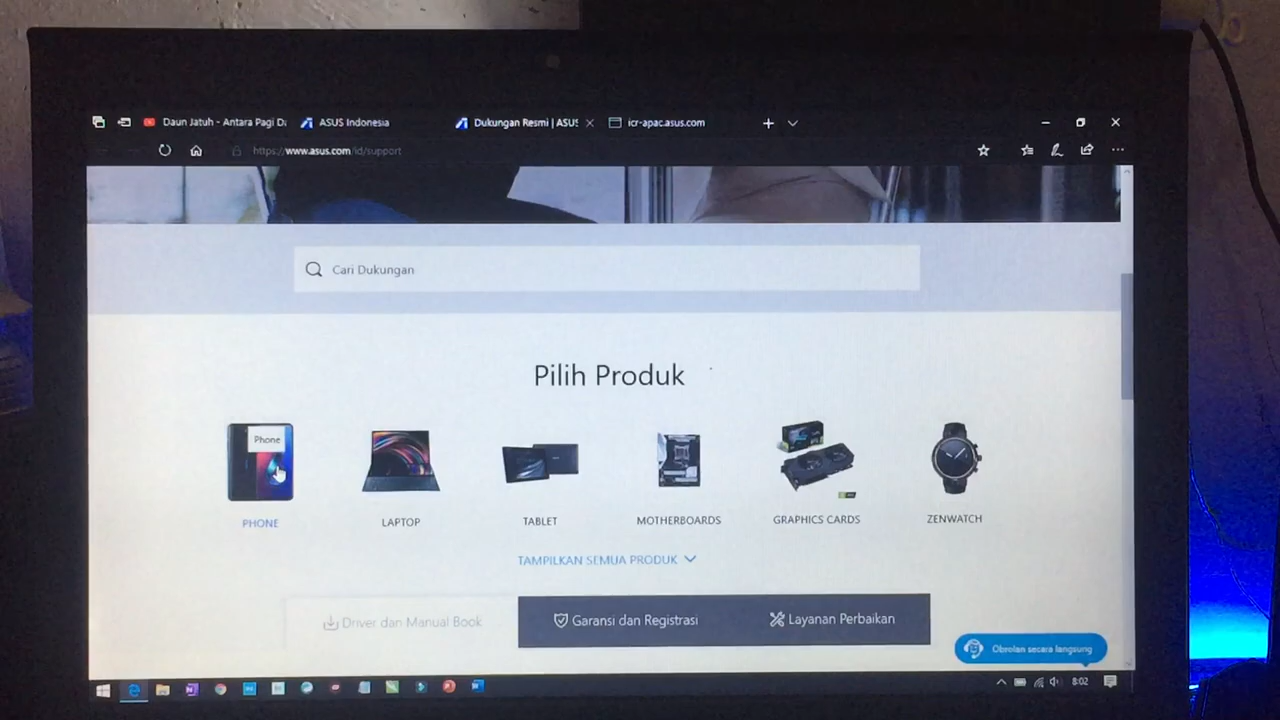 Daun Jatuh - Antara Pagi Da
ASUS Indonesia
Dukungan Resmi | ASUS
icr-apac.asus.com
https://www.asus.com/id/support
Cari Dukungan
Pilih Produk
Phone
PHONE
LAPTOP
TABLET
MOTHERBOARDS
GRAPHICS CARDS
ZENWATCH
TAMPILKAN SEMUA PRODUK
Driver dan Manual Book
Garansi dan Registrasi
Layanan Perbaikan
Obrolan secara langsung
8:02